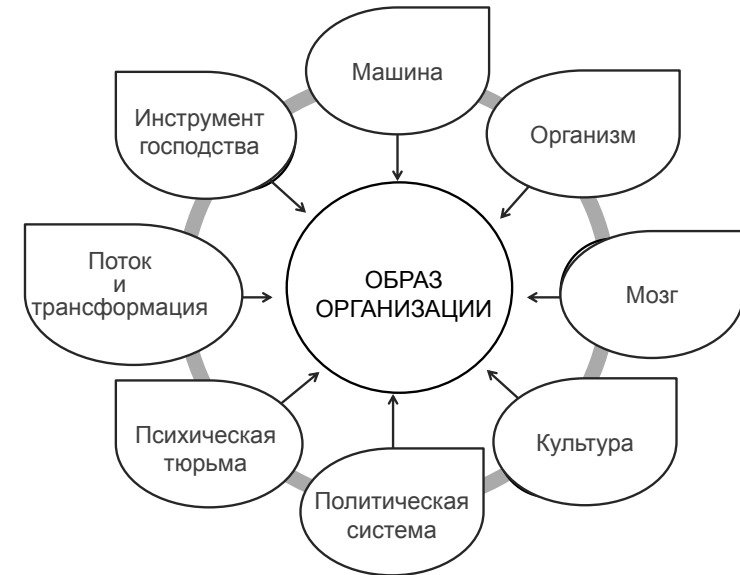 Машина
Инструмент
господства
Организм
Поток
и
трансформация
ОБРАЗ
ОРГАНИЗАЦИИ
Мозг
Психическая
тюрьма
Культура
Политическая
система